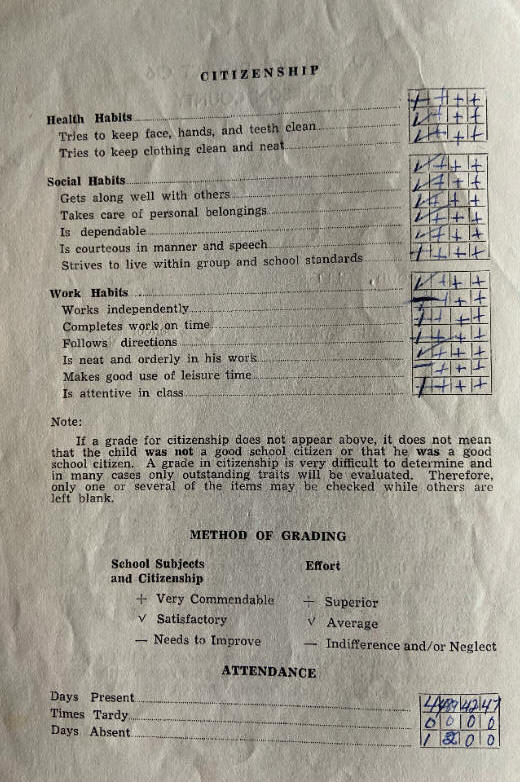 CITIZENSHIP
Health Habits + + + +
Tries to keep face, hands, and teeth clean √ + + +
Tries to keep clothing clean and neat + + +
Social Habits √ + + +
Gets along well with others √ + + +
Takes care of personal belongings + + +
Is dependable + + +
Is courteous in manner and speech √ + + +
Strives to live within group and school standards + + + +
Work Habits √ + + +
Works independently — + + +
Completes work on time + + + +
Follows directions + + +
Is neat and orderly in his work + + +
Makes good use of leisure time + + +
Is attentive in class + + + +
Note:
If a grade for citizenship does not appear above, it does not mean
that the child was not a good school citizen or that he was a good
school citizen. A grade in citizenship is very difficult to determine and
in many cases only outstanding traits will be evaluated. Therefore,
only one or several of the items may be checked while others are
left blank.
METHOD OF GRADING
School Subjects and Citizenship
Effort
+ Very Commendable + Superior
√ Satisfactory √ Average
— Needs to Improve — Indifference and/or Neglect
ATTENDANCE
Days Present 42 47
Times Tardy 0 0 0 0
Days Absent 1 0 0